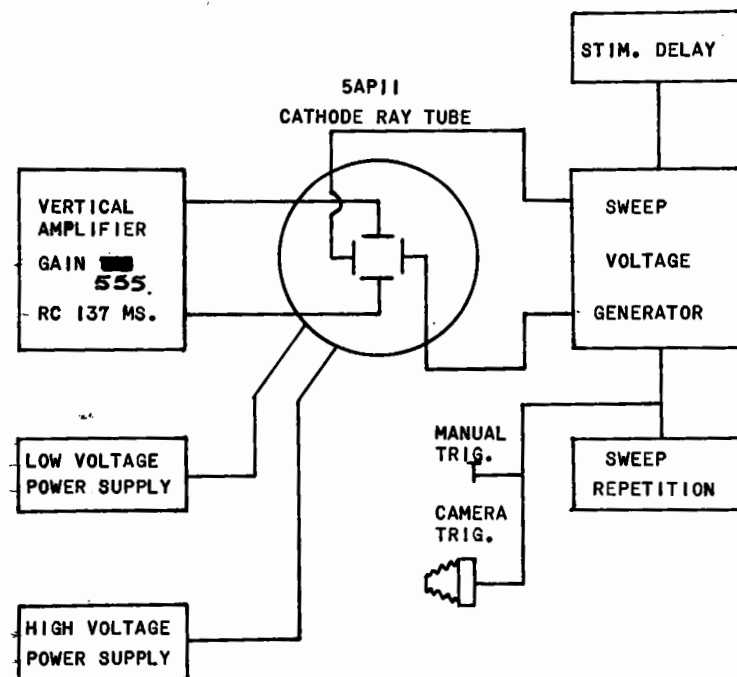 STIM. DELAY
5AP11
CATHODE RAY TUBE
VERTICAL
AMPLIFIER
GAIN
555.
RC 137 MS.
SWEEP
VOLTAGE
GENERATOR
LOW VOLTAGE
POWER SUPPLY
MANUAL
TRIG.
SWEEP
REPETITION
CAMERA
TRIG.
HIGH VOLTAGE
POWER SUPPLY